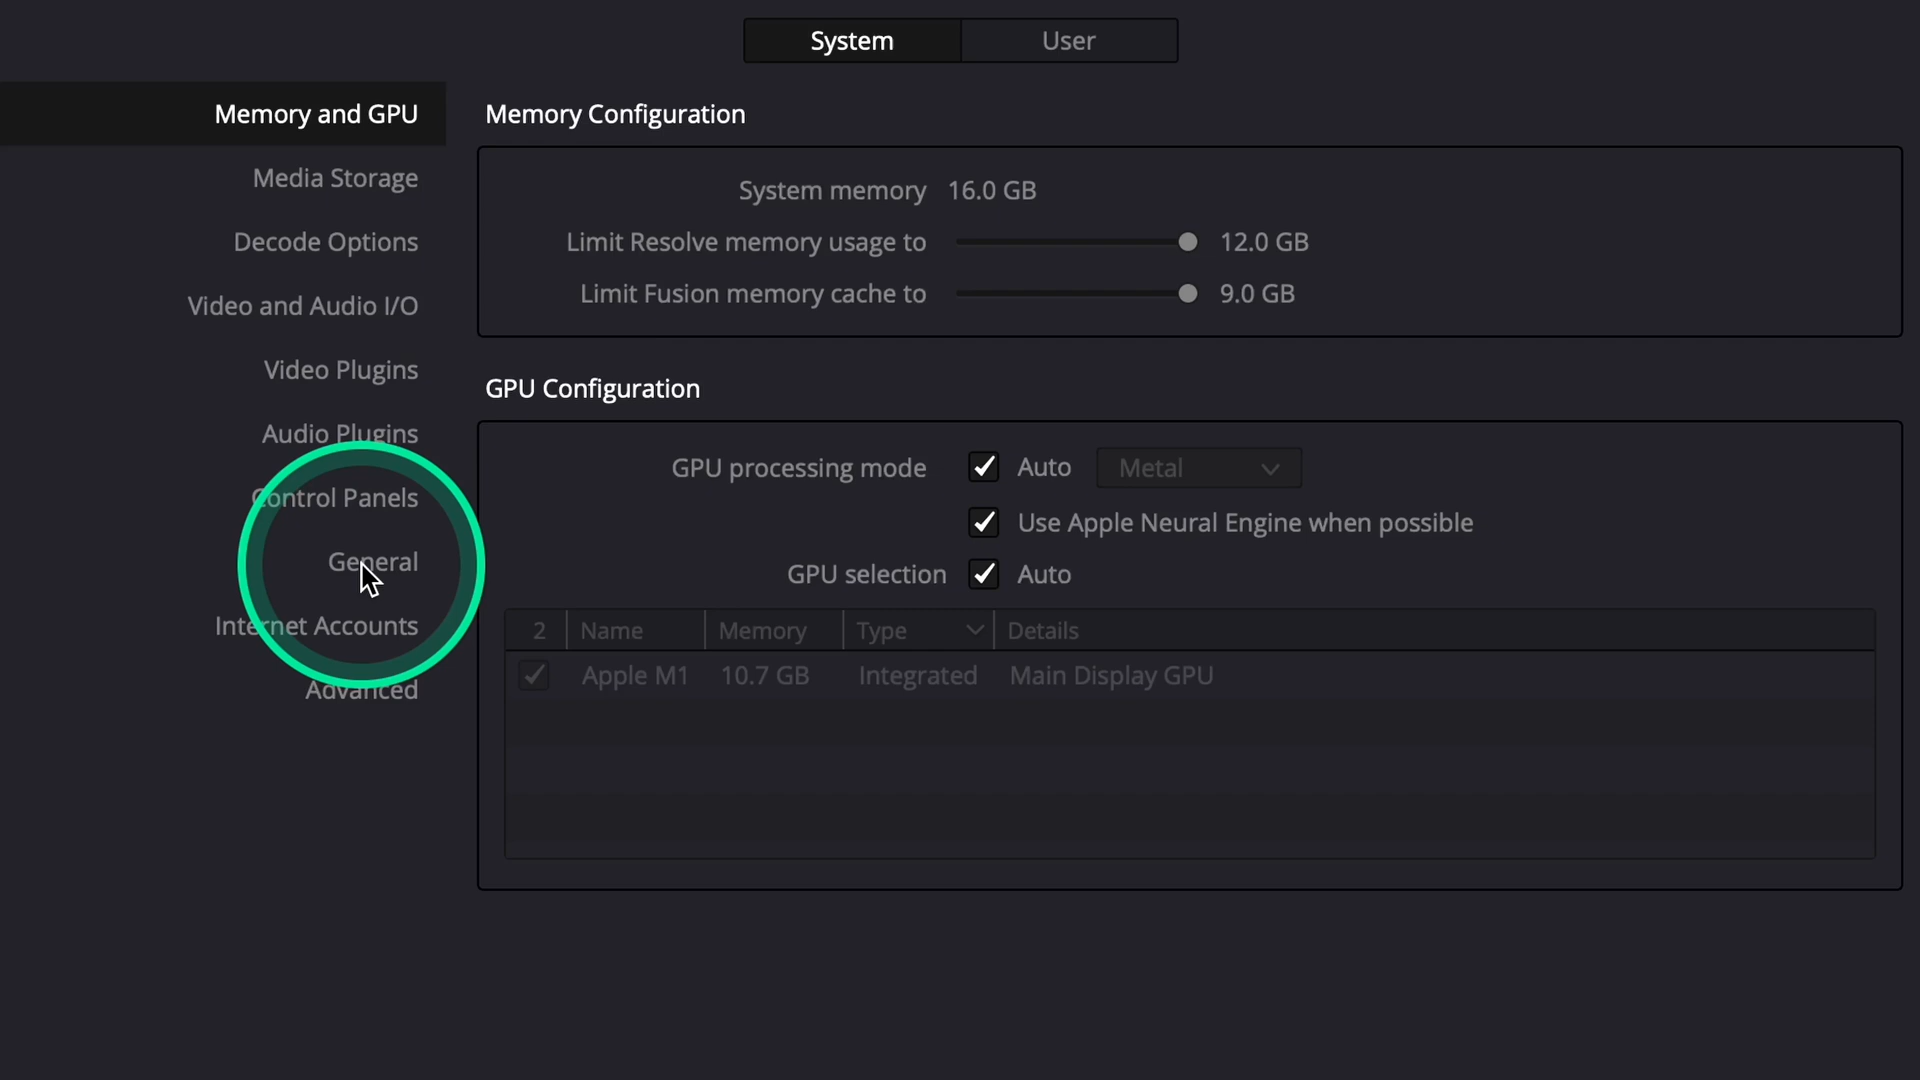 System
User
Memory and GPU
Media Storage
Decode Options
Video and Audio I/O
Video Plugins
Audio Plugins
Control Panels
General
Internet Accounts
Advanced
Memory Configuration
System memory 16.0 GB
Limit Resolve memory usage to 12.0 GB
Limit Fusion memory cache to 9.0 GB
GPU Configuration
GPU processing mode Auto Metal
Use Apple Neural Engine when possible
GPU selection Auto
2 Name Memory Type Details
Apple M1 10.7 GB Integrated Main Display GPU